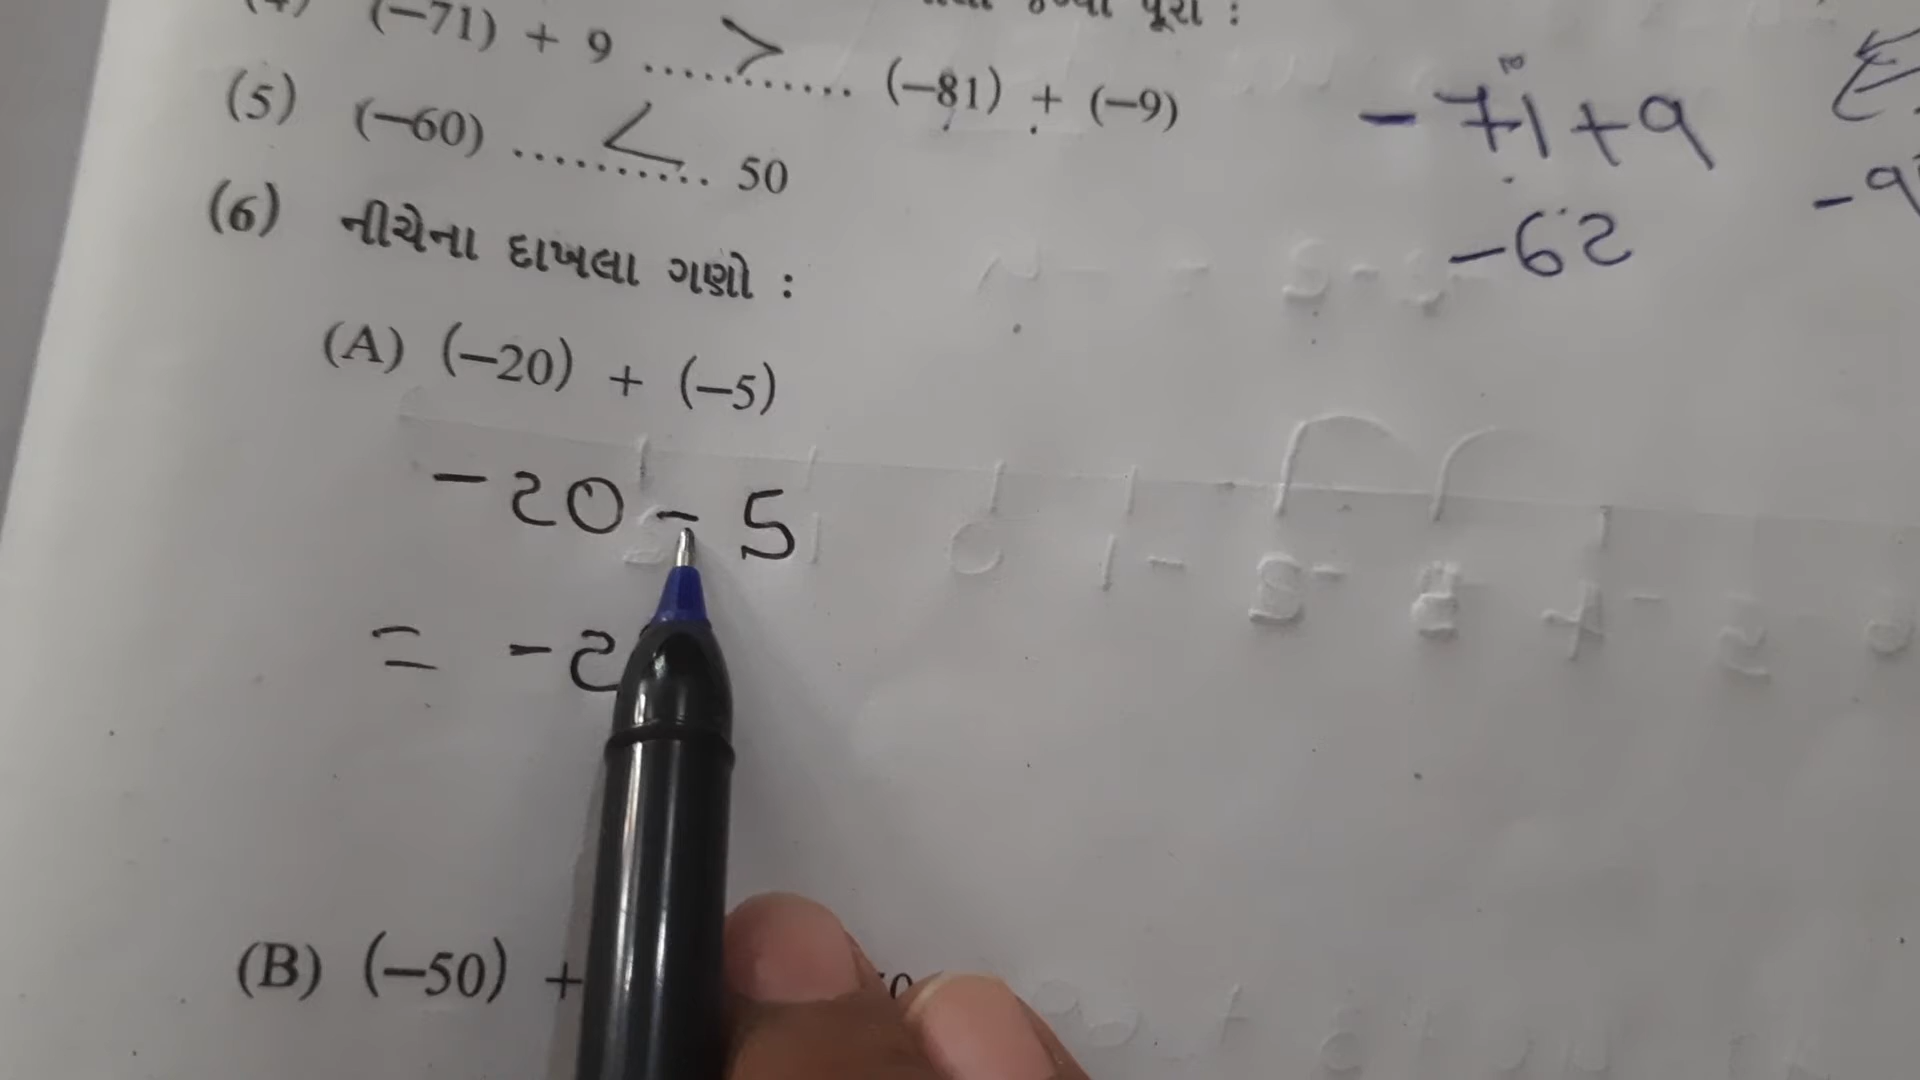 (-71) + 9 .......>....... (-81) + (-9)
(5) (-60) .......<....... 50
(6) નીચેના દાખલા ગણો :
(A) (-20) + (-5)
-20 - 5
= -2
(B) (-50) +
-71+9
-62
-9